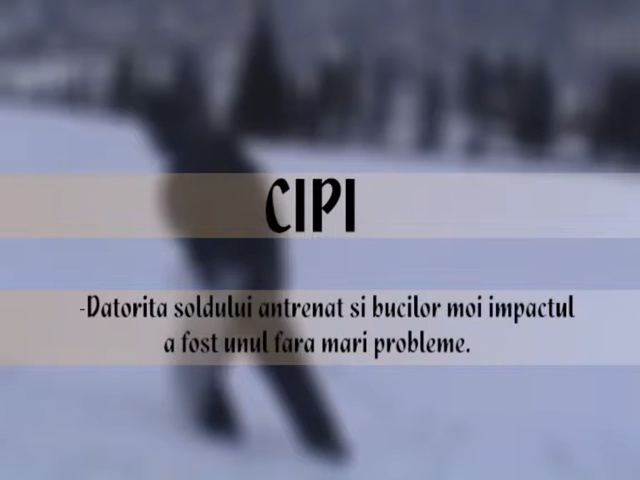 CIPI
-Datorita soldului antrenat si bucilor moi impactul
a fost unul fara mari probleme.